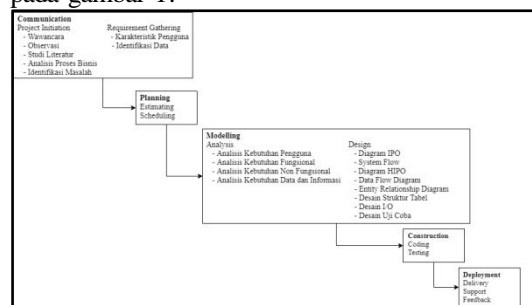 pada gambar 1.
Communication
Project Initiation
- Wawancara
- Observasi
- Studi Literatur
- Analisis Proses Bisnis
- Identifikasi Masalah
Requirement Gathering
- Karakteristik Pengguna
- Identifikasi Data
Planning
Estimating
Scheduling
Modelling
Analysis
- Analisis Kebutuhan Pengguna
- Analisis Kebutuhan Fungsional
- Analisis Kebutuhan Non Fungsional
- Analisis Kebutuhan Data dan Informasi
Design
- Diagram IPO
- System Flow
- Diagram HIPO
- Data Flow Diagram
- Entity Relationship Diagram
- Desain Struktur Tabel
- Desain I/O
- Desain Uji Coba
Construction
Coding
Testing
Deployment
Delivery
Support
Feedback